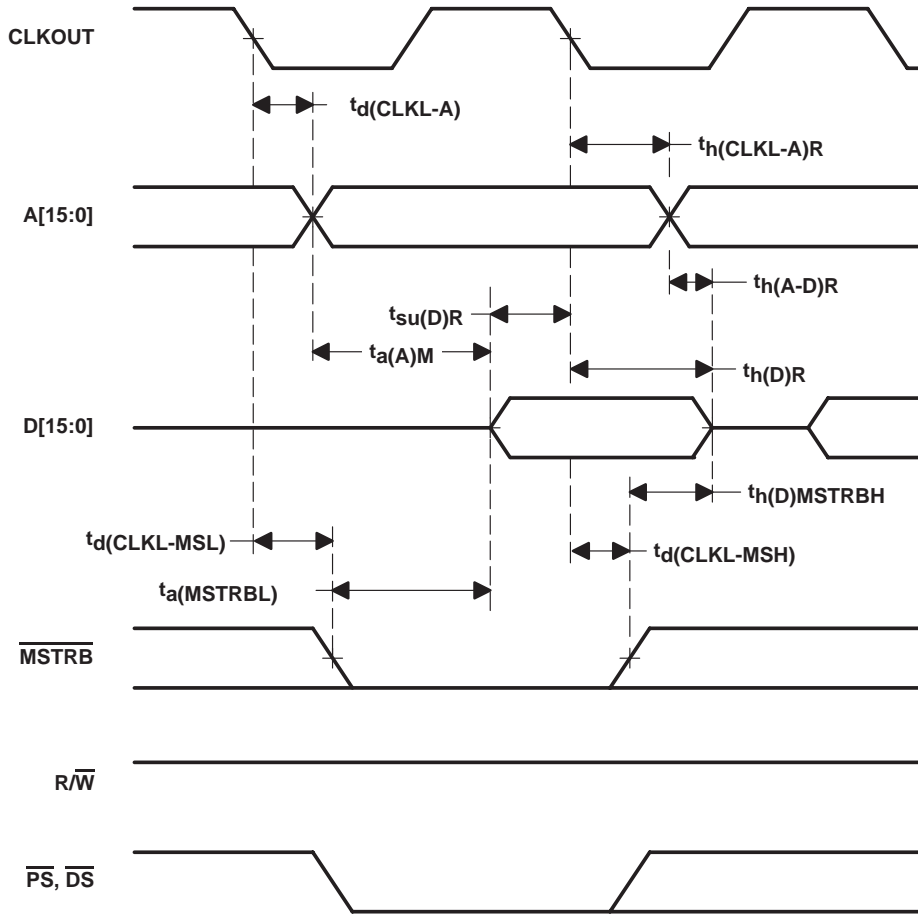 CLKOUT
td(CLKL-A)
th(CLKL-A)R
A[15:0]
th(A-D)R
tsu(D)R
ta(A)M
th(D)R
D[15:0]
th(D)MSTRBH
td(CLKL-MSL)
td(CLKL-MSH)
ta(MSTRBL)
MSTRB
R/W
PS, DS